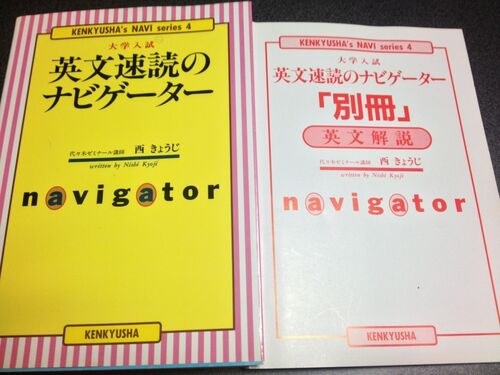 KENKYUSHA's NAVI series 4
大学入試
英文速読の
ナビゲーター
代々木ゼミナール講師 西 きょうじ
written by Nishi Kyoji
navigator
KENKYUSHA
KENKYUSHA's NAVI series 4
大学入試
英文速読のナビゲーター
「別冊」
英文解説
代々木ゼミナール講師 西 きょうじ
written by Nishi Kyoji
navigator
KENKYUSHA